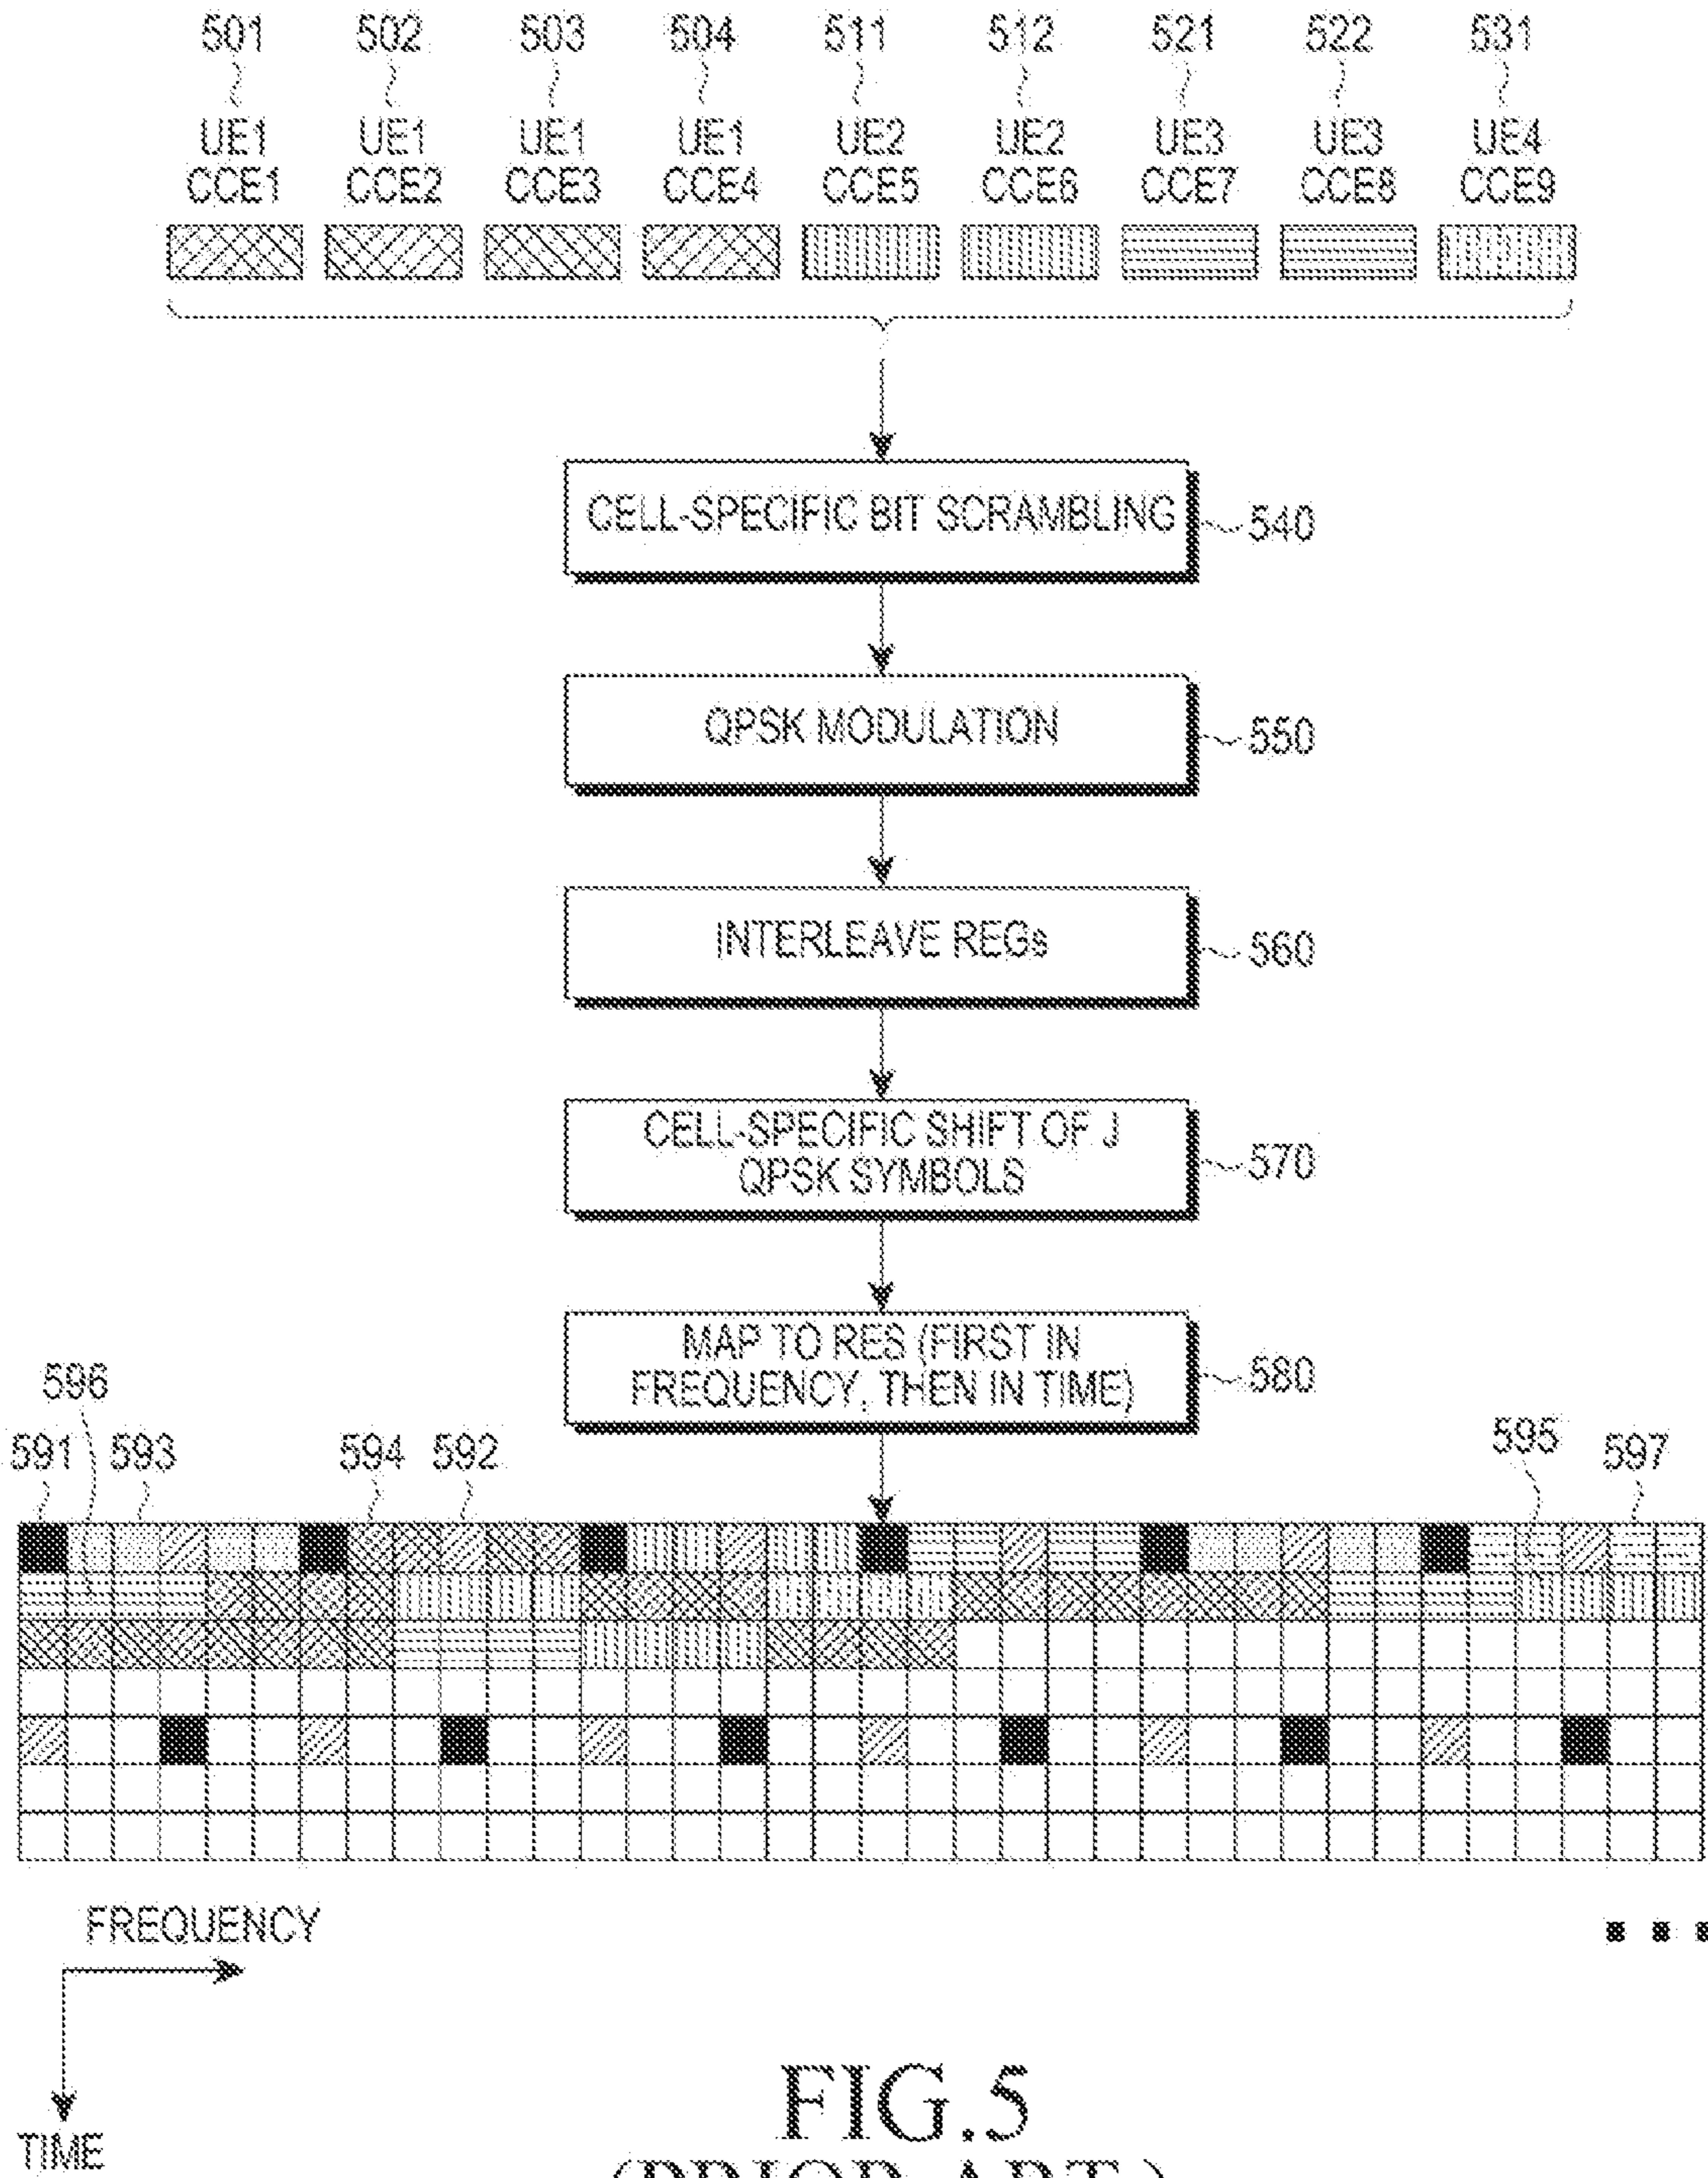 501 502 503 504 511 512 521 522 531
UE1 UE1 UE1 UE1 UE2 UE2 UE3 UE3 UE4
CCE1 CCE2 CCE3 CCE4 CCE5 CCE6 CCE7 CCE8 CCE9
CELL-SPECIFIC BIT SCRAMBLING
540
QPSK MODULATION
550
INTERLEAVE REGs
560
CELL-SPECIFIC SHIFT OF J
QPSK SYMBOLS
570
MAP TO RES (FIRST IN
FREQUENCY, THEN IN TIME)
580
596
591 593 594 592 595 597
FREQUENCY
TIME
FIG.5
(PRIOR ART)